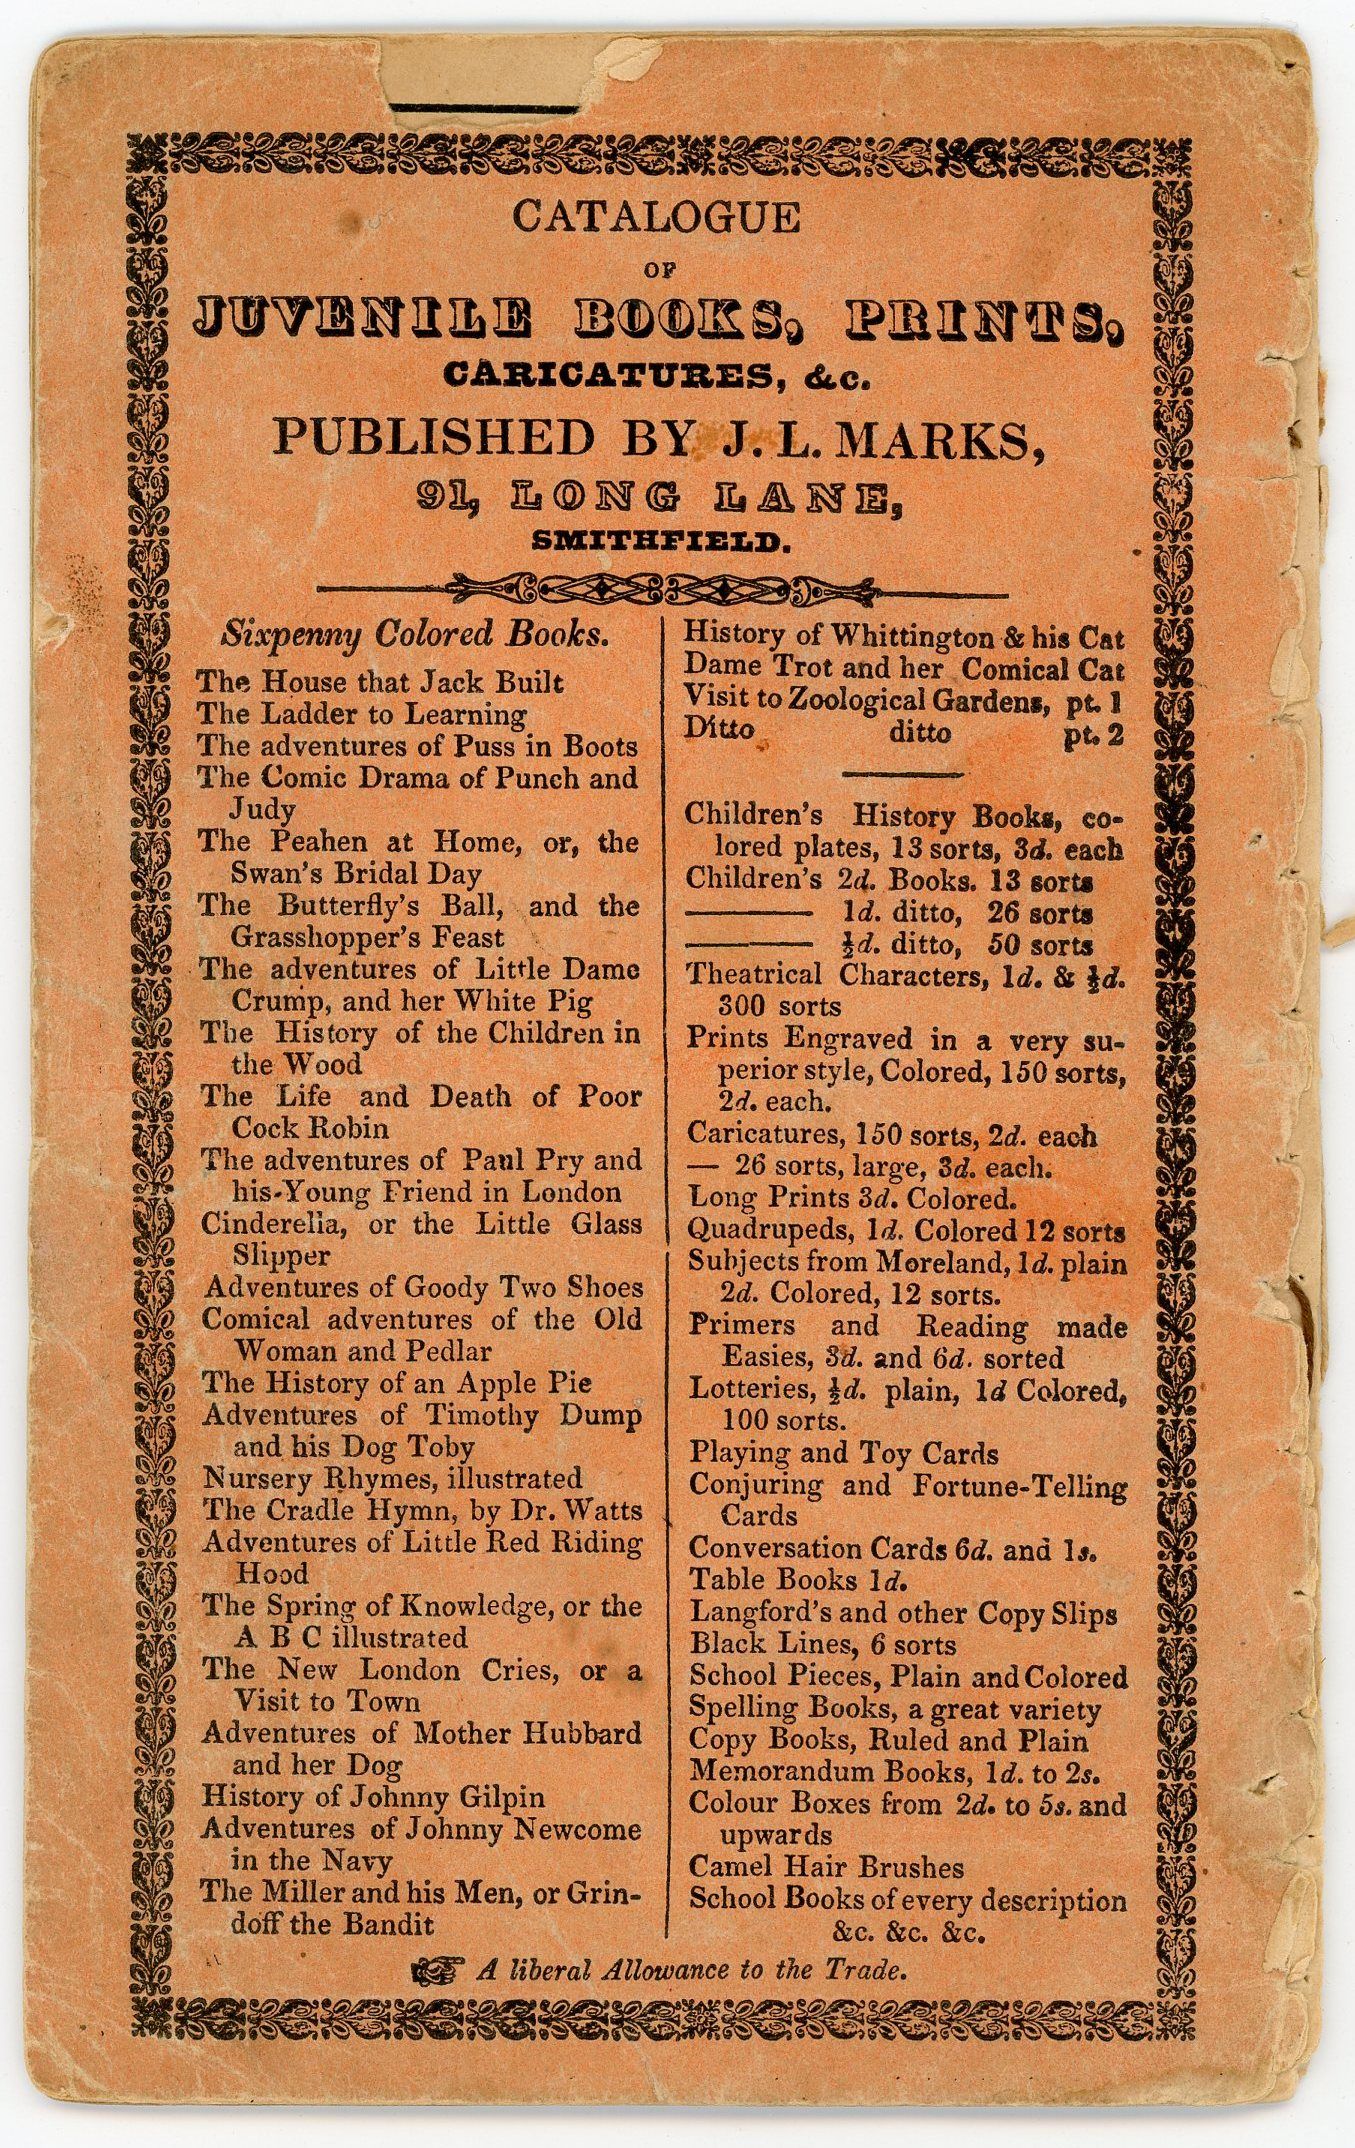 CATALOGUE
OF
JUVENILE BOOKS, PRINTS,
CARICATURES, &c.
PUBLISHED BY J. L. MARKS,
91, LONG LANE,
SMITHFIELD.
Sixpenny Colored Books.
The House that Jack Built
The Ladder to Learning
The adventures of Puss in Boots
The Comic Drama of Punch and
Judy
The Peahen at Home, or, the
Swan's Bridal Day
The Butterfly's Ball, and the
Grasshopper's Feast
The adventures of Little Dame
Crump, and her White Pig
The History of the Children in
the Wood
The Life and Death of Poor
Cock Robin
The adventures of Paul Pry and
his-Young Friend in London
Cinderella, or the Little Glass
Slipper
Adventures of Goody Two Shoes
Comical adventures of the Old
Woman and Pedlar
The History of an Apple Pie
Adventures of Timothy Dump
and his Dog Toby
Nursery Rhymes, illustrated
The Cradle Hymn, by Dr. Watts
Adventures of Little Red Riding
Hood
The Spring of Knowledge, or the
A B C illustrated
The New London Cries, or a
Visit to Town
Adventures of Mother Hubbard
and her Dog
History of Johnny Gilpin
Adventures of Johnny Newcome
in the Navy
The Miller and his Men, or Grin-
doff the Bandit
History of Whittington & his Cat
Dame Trot and her Comical Cat
Visit to Zoological Gardens, pt. 1
Ditto ditto pt. 2
Children's History Books, co-
lored plates, 13 sorts, 3d. each
Children's 2d. Books. 13 sorts
——— 1d. ditto, 26 sorts
——— ½d. ditto, 50 sorts
Theatrical Characters, 1d. & ½d.
300 sorts
Prints Engraved in a very su-
perior style, Colored, 150 sorts,
2d. each.
Caricatures, 150 sorts, 2d. each
— 26 sorts, large, 3d. each.
Long Prints 3d. Colored.
Quadrupeds, 1d. Colored 12 sorts
Subjects from Moreland, 1d. plain
2d. Colored, 12 sorts.
Primers and Reading made
Easies, 3d. and 6d. sorted
Lotteries, ½d. plain, 1d Colored,
100 sorts.
Playing and Toy Cards
Conjuring and Fortune-Telling
Cards
Conversation Cards 6d. and 1s.
Table Books 1d.
Langford's and other Copy Slips
Black Lines, 6 sorts
School Pieces, Plain and Colored
Spelling Books, a great variety
Copy Books, Ruled and Plain
Memorandum Books, 1d. to 2s.
Colour Boxes from 2d. to 5s. and
upwards
Camel Hair Brushes
School Books of every description
&c. &c. &c.
☞ A liberal Allowance to the Trade.